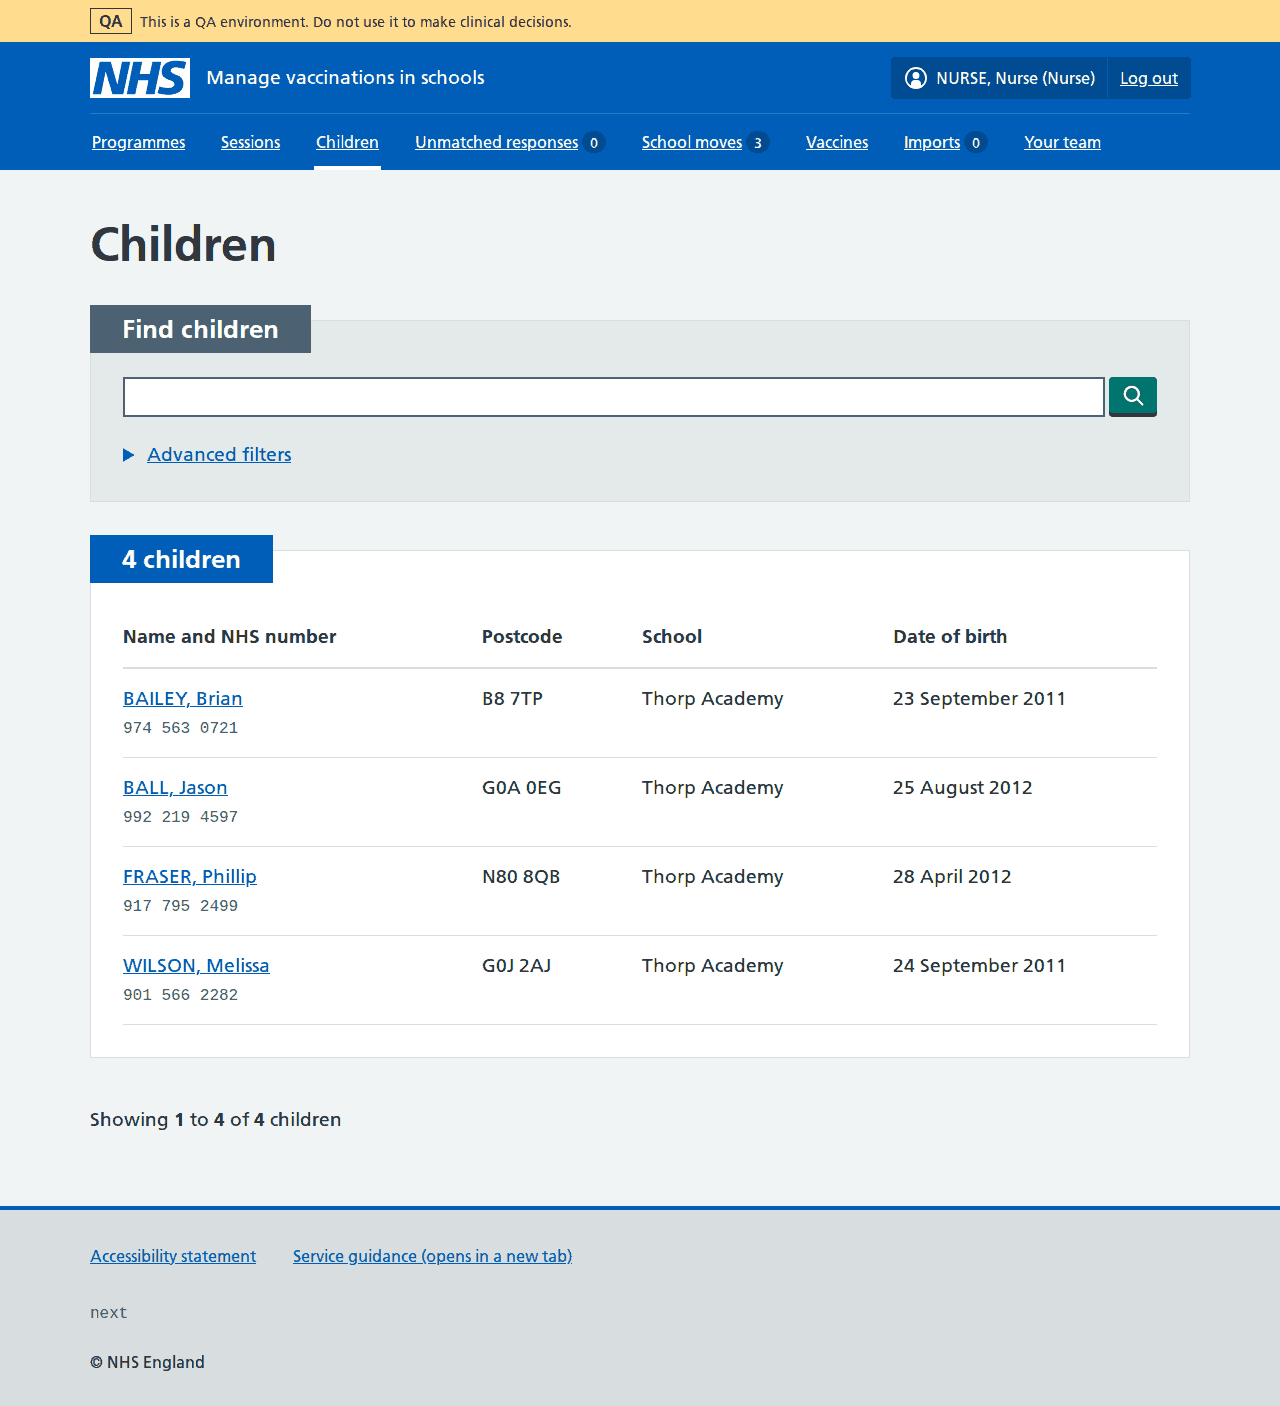 QA This is a QA environment. Do not use it to make clinical decisions.
NHS Manage vaccinations in schools NURSE, Nurse (Nurse) Log out
Programmes Sessions Children Unmatched responses 0 School moves 3 Vaccines Imports 0 Your team
Children
Find children
Advanced filters
4 children
Name and NHS number Postcode School Date of birth
BAILEY, Brian B8 7TP Thorp Academy 23 September 2011
974 563 0721
BALL, Jason G0A 0EG Thorp Academy 25 August 2012
992 219 4597
FRASER, Phillip N80 8QB Thorp Academy 28 April 2012
917 795 2499
WILSON, Melissa G0J 2AJ Thorp Academy 24 September 2011
901 566 2282
Showing 1 to 4 of 4 children
Accessibility statement Service guidance (opens in a new tab)
next
© NHS England